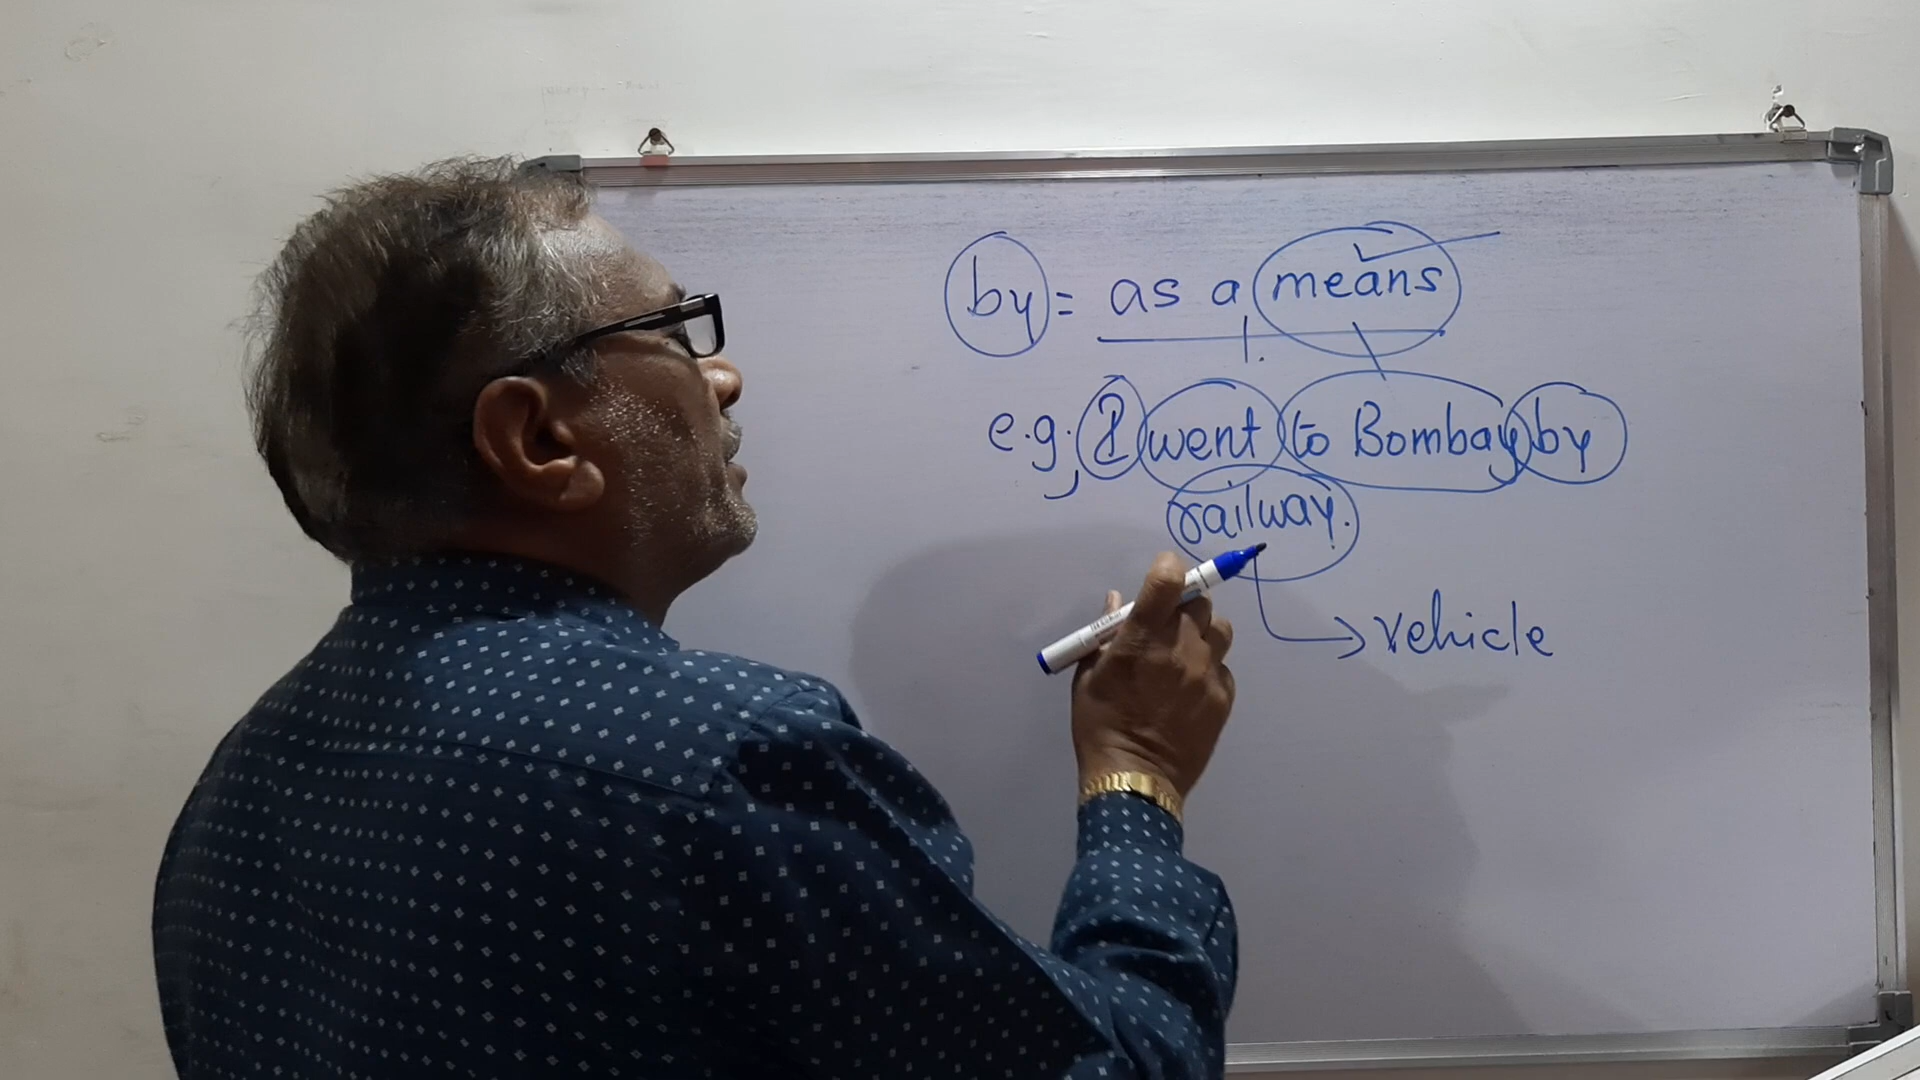 by = as a means
e.g., I went to Bombay by
railway.
vehicle